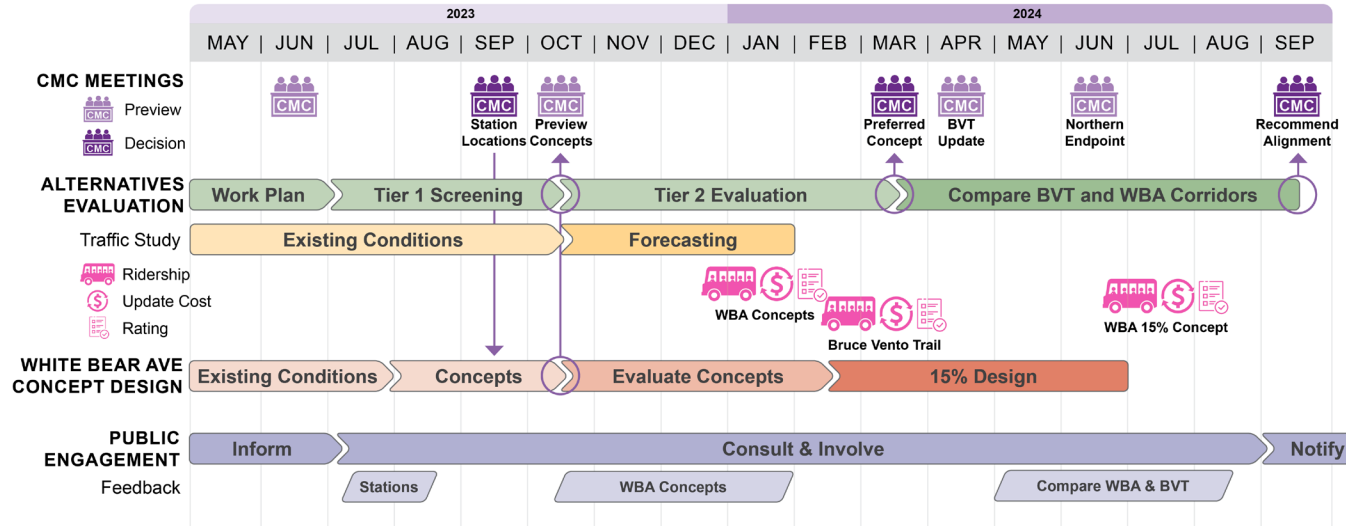 2023
2024
MAY | JUN | JUL | AUG | SEP | OCT | NOV | DEC | JAN | FEB | MAR | APR | MAY | JUN | JUL | AUG | SEP
CMC MEETINGS
CMC Preview
CMC Decision
CMC
CMC
Station
Locations
CMC
Preview
Concepts
CMC
Preferred
Concept
CMC
BVT
Update
CMC
Northern
Endpoint
CMC
Recommend
Alignment
ALTERNATIVES
EVALUATION
Work Plan
Tier 1 Screening
Tier 2 Evaluation
Compare BVT and WBA Corridors
Traffic Study
Existing Conditions
Forecasting
Ridership
$ Update Cost
Rating
$
WBA Concepts
$
Bruce Vento Trail
$
WBA 15% Concept
WHITE BEAR AVE
CONCEPT DESIGN
Existing Conditions
Concepts
Evaluate Concepts
15% Design
PUBLIC
ENGAGEMENT
Inform
Consult & Involve
Notify
Feedback
Stations
WBA Concepts
Compare WBA & BVT